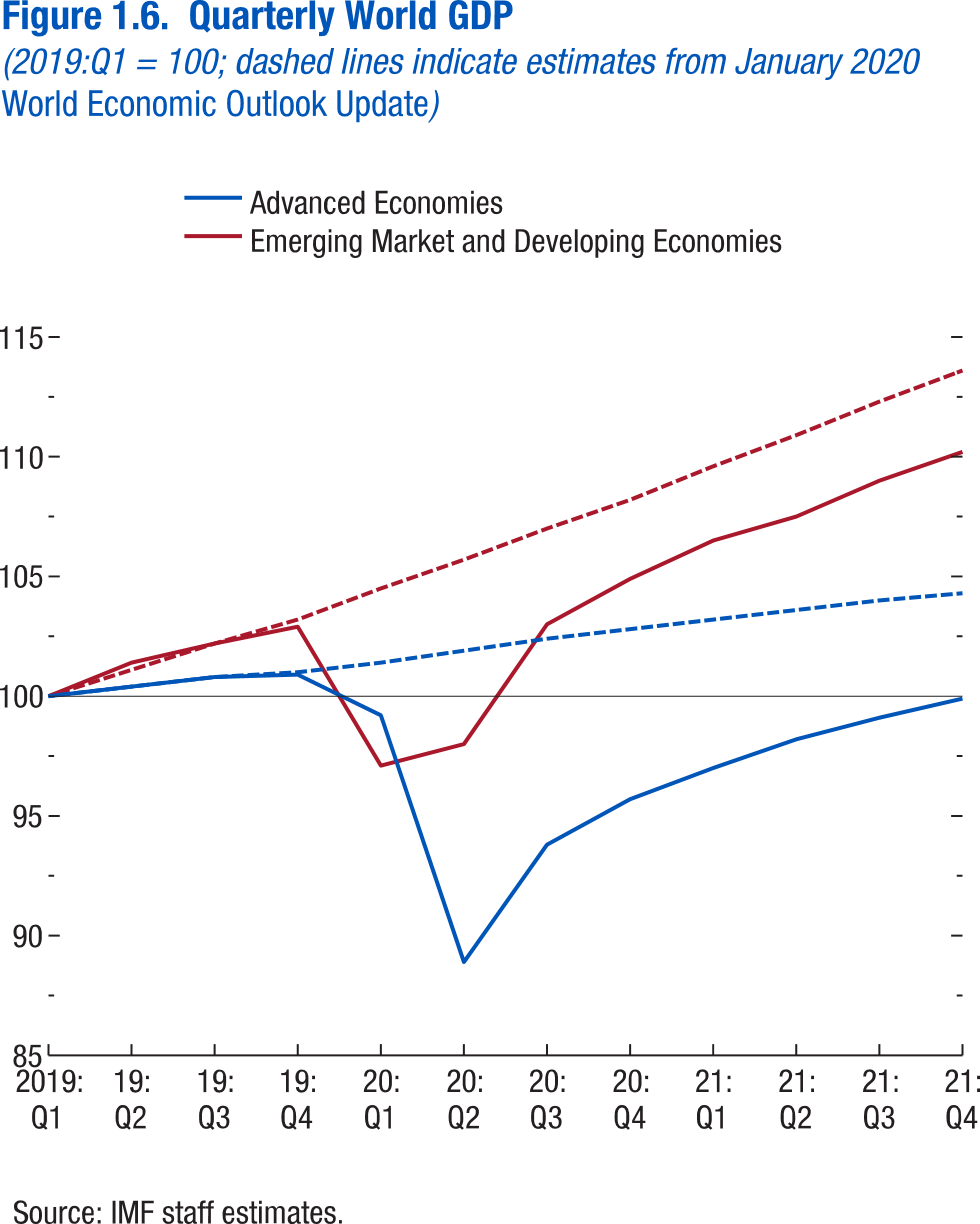 Figure 1.6.  Quarterly World GDP
(2019:Q1 = 100; dashed lines indicate estimates from January 2020
World Economic Outlook Update)
Advanced Economies
Emerging Market and Developing Economies
115
110
105
100
95
90
85
2019: 19: 19: 19: 20: 20: 20: 20: 21: 21: 21: 21:
Q1 Q2 Q3 Q4 Q1 Q2 Q3 Q4 Q1 Q2 Q3 Q4
Source: IMF staff estimates.